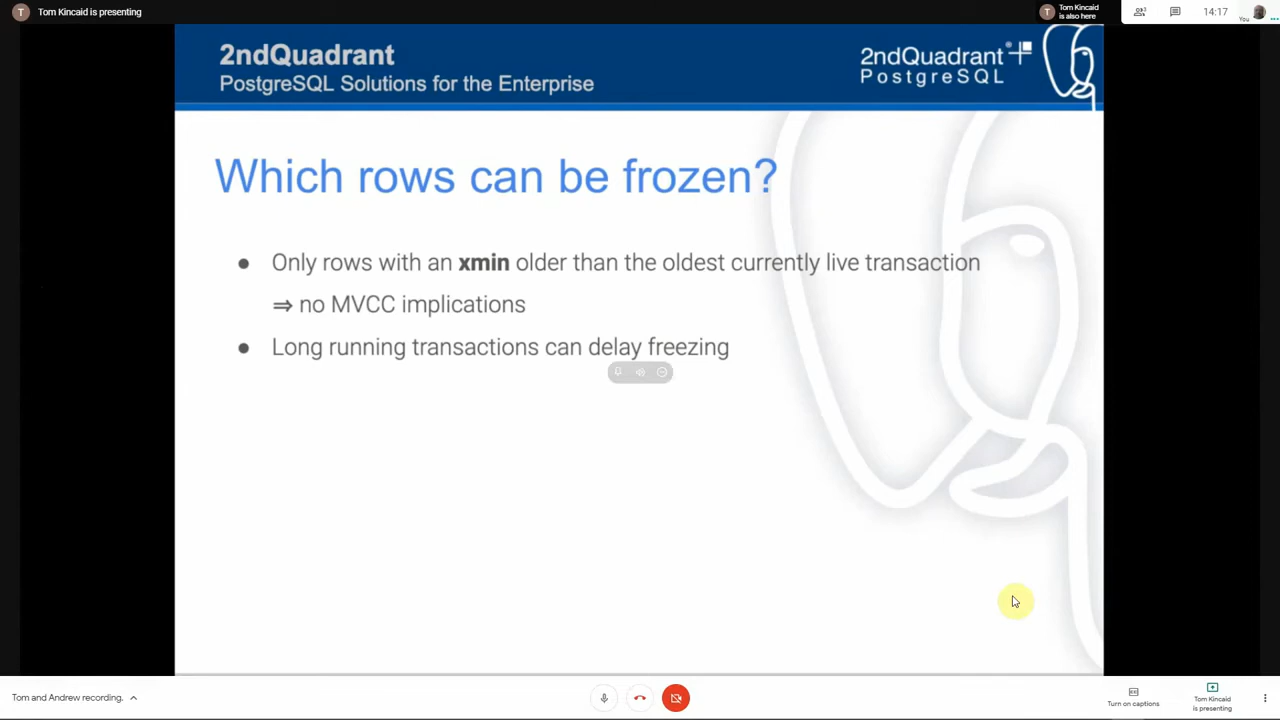 T Tom Kincaid is presenting
T Tom Kincaid is also here
3
14:17
You
2ndQuadrant
PostgreSQL Solutions for the Enterprise
2ndQuadrant®+
PostgreSQL
Which rows can be frozen?
● Only rows with an xmin older than the oldest currently live transaction
⇒ no MVCC implications
● Long running transactions can delay freezing
Tom and Andrew recording.
Turn on captions
Tom Kincaid
is presenting